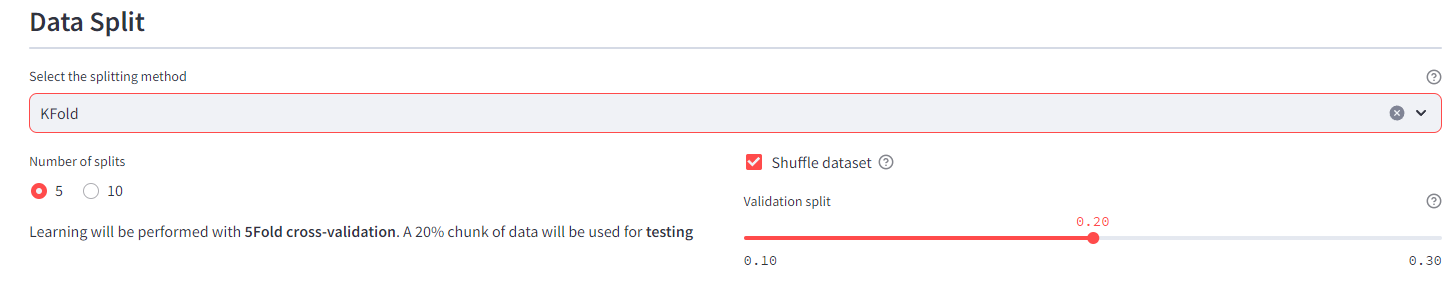 Data Split
Select the splitting method
KFold
Number of splits
5 10
Learning will be performed with 5Fold cross-validation. A 20% chunk of data will be used for testing
Shuffle dataset
Validation split
0.20
0.10 0.30